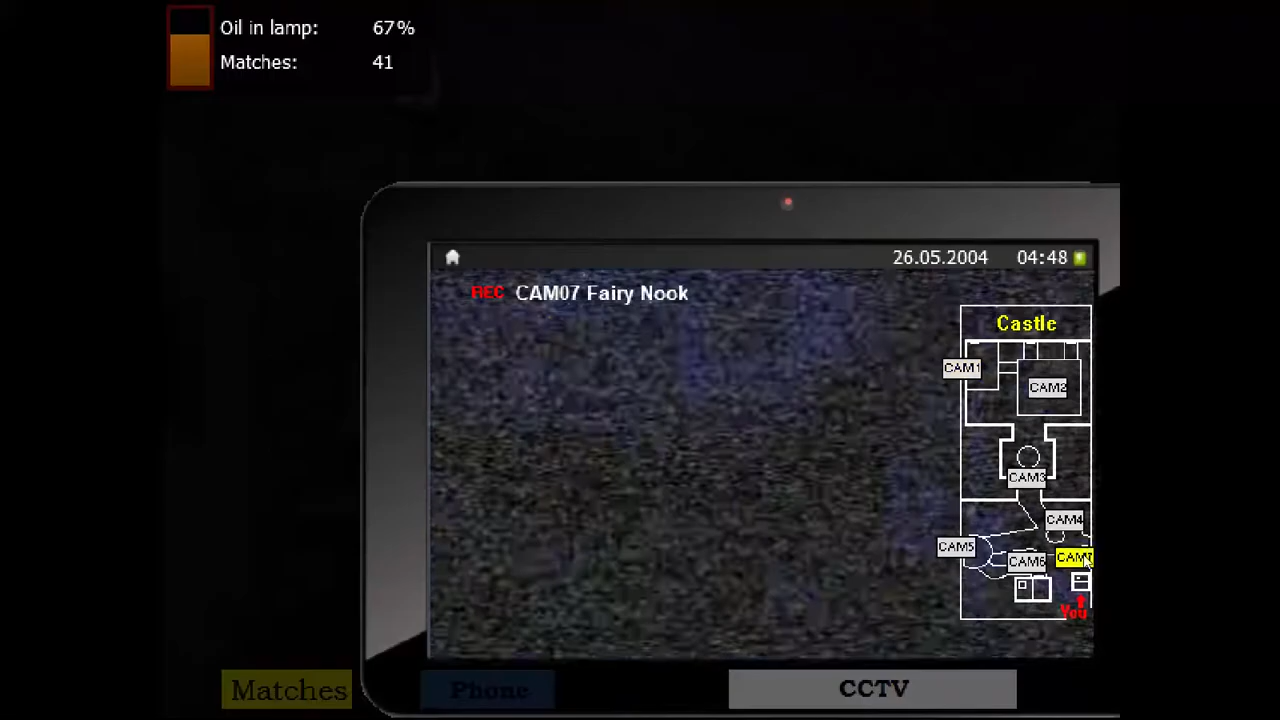 Oil in lamp: 67%
Matches: 41
26.05.2004 04:48
REC CAM07 Fairy Nook
Castle
CAM1
CAM2
CAM3
CAM4
CAM5
CAM6
CAM7
You
Matches
Phone
CCTV